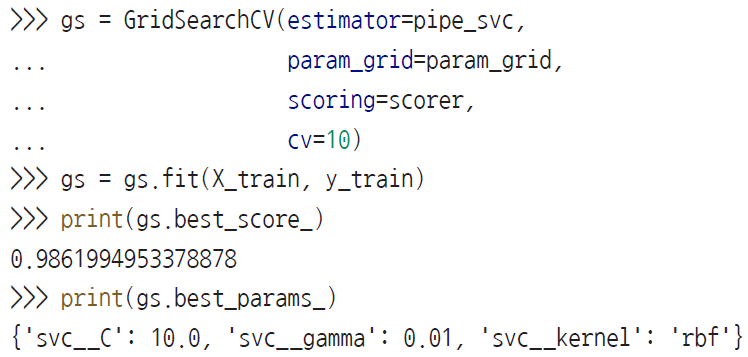 >>> gs = GridSearchCV(estimator=pipe_svc,
...                   param_grid=param_grid,
...                   scoring=scorer,
...                   cv=10)
>>> gs = gs.fit(X_train, y_train)
>>> print(gs.best_score_)
0.9861994953378878
>>> print(gs.best_params_)
{'svc__C': 10.0, 'svc__gamma': 0.01, 'svc__kernel': 'rbf'}